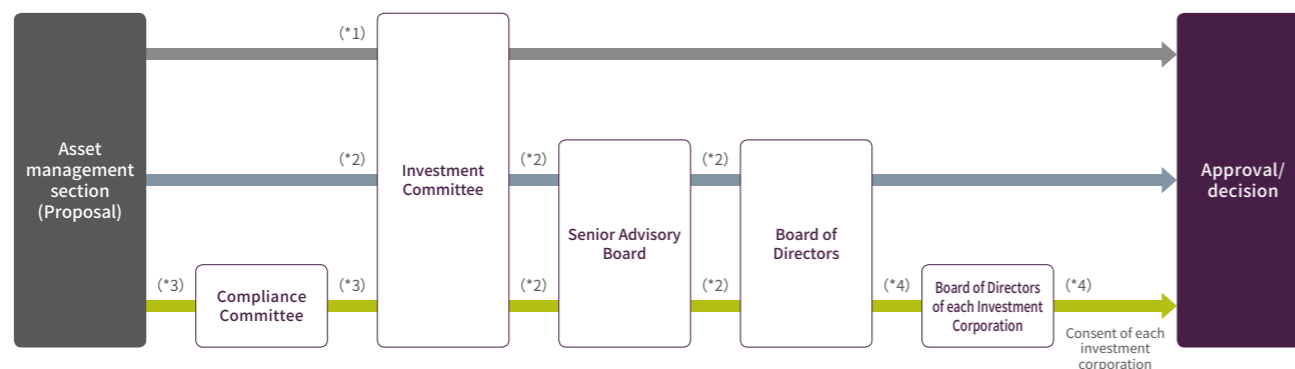 (*1)
Asset
management
section
(Proposal)
(*2)
Investment
Committee
(*2)
(*2)
Approval/
decision
Senior Advisory
Board
Board of
Directors
(*3)
Compliance
Committee
(*3)
(*2)
(*2)
(*4)
Board of Directors
of each Investment
Corporation
(*4)
Consent of each
investment
corporation